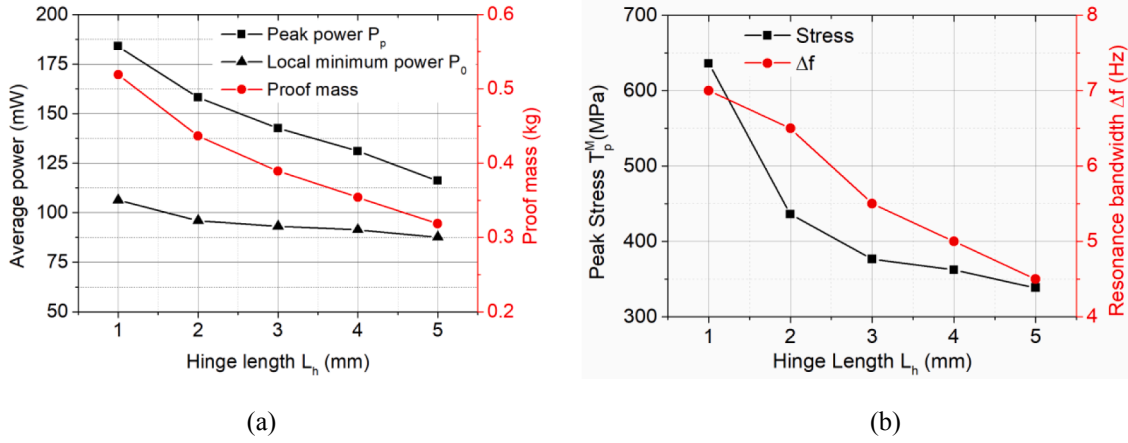 200
175
150
125
100
75
50
Average power (mW)
Peak power Pp
Local minimum power P0
Proof mass
0.6
0.5
0.4
0.3
0.2
Proof mass (kg)
1 2 3 4 5
Hinge length Lh (mm)
(a)
700
600
500
400
300
Peak Stress TpM(MPa)
Stress
Δf
8
7
6
5
4
Resonance bandwidth Δf (Hz)
1 2 3 4 5
Hinge Length Lh (mm)
(b)